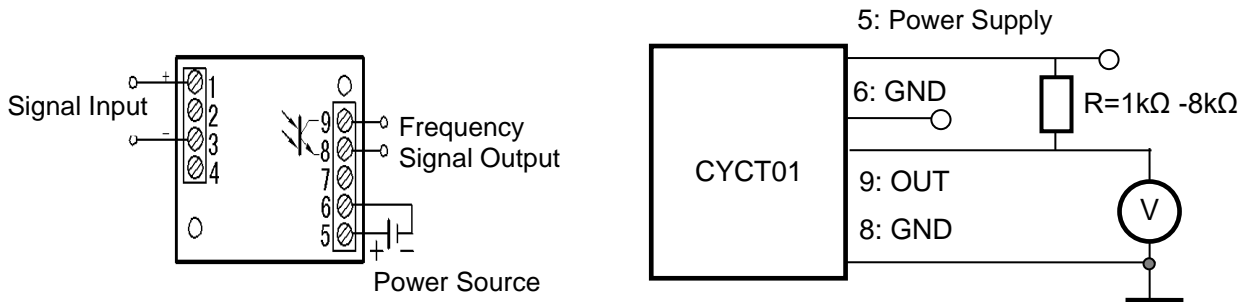 Signal Input
+
-
1
2
3
4
9
8
7
6
5
Frequency
Signal Output
+ -
Power Source
5: Power Supply
6: GND
R=1kΩ -8kΩ
CYCT01
9: OUT
8: GND
V